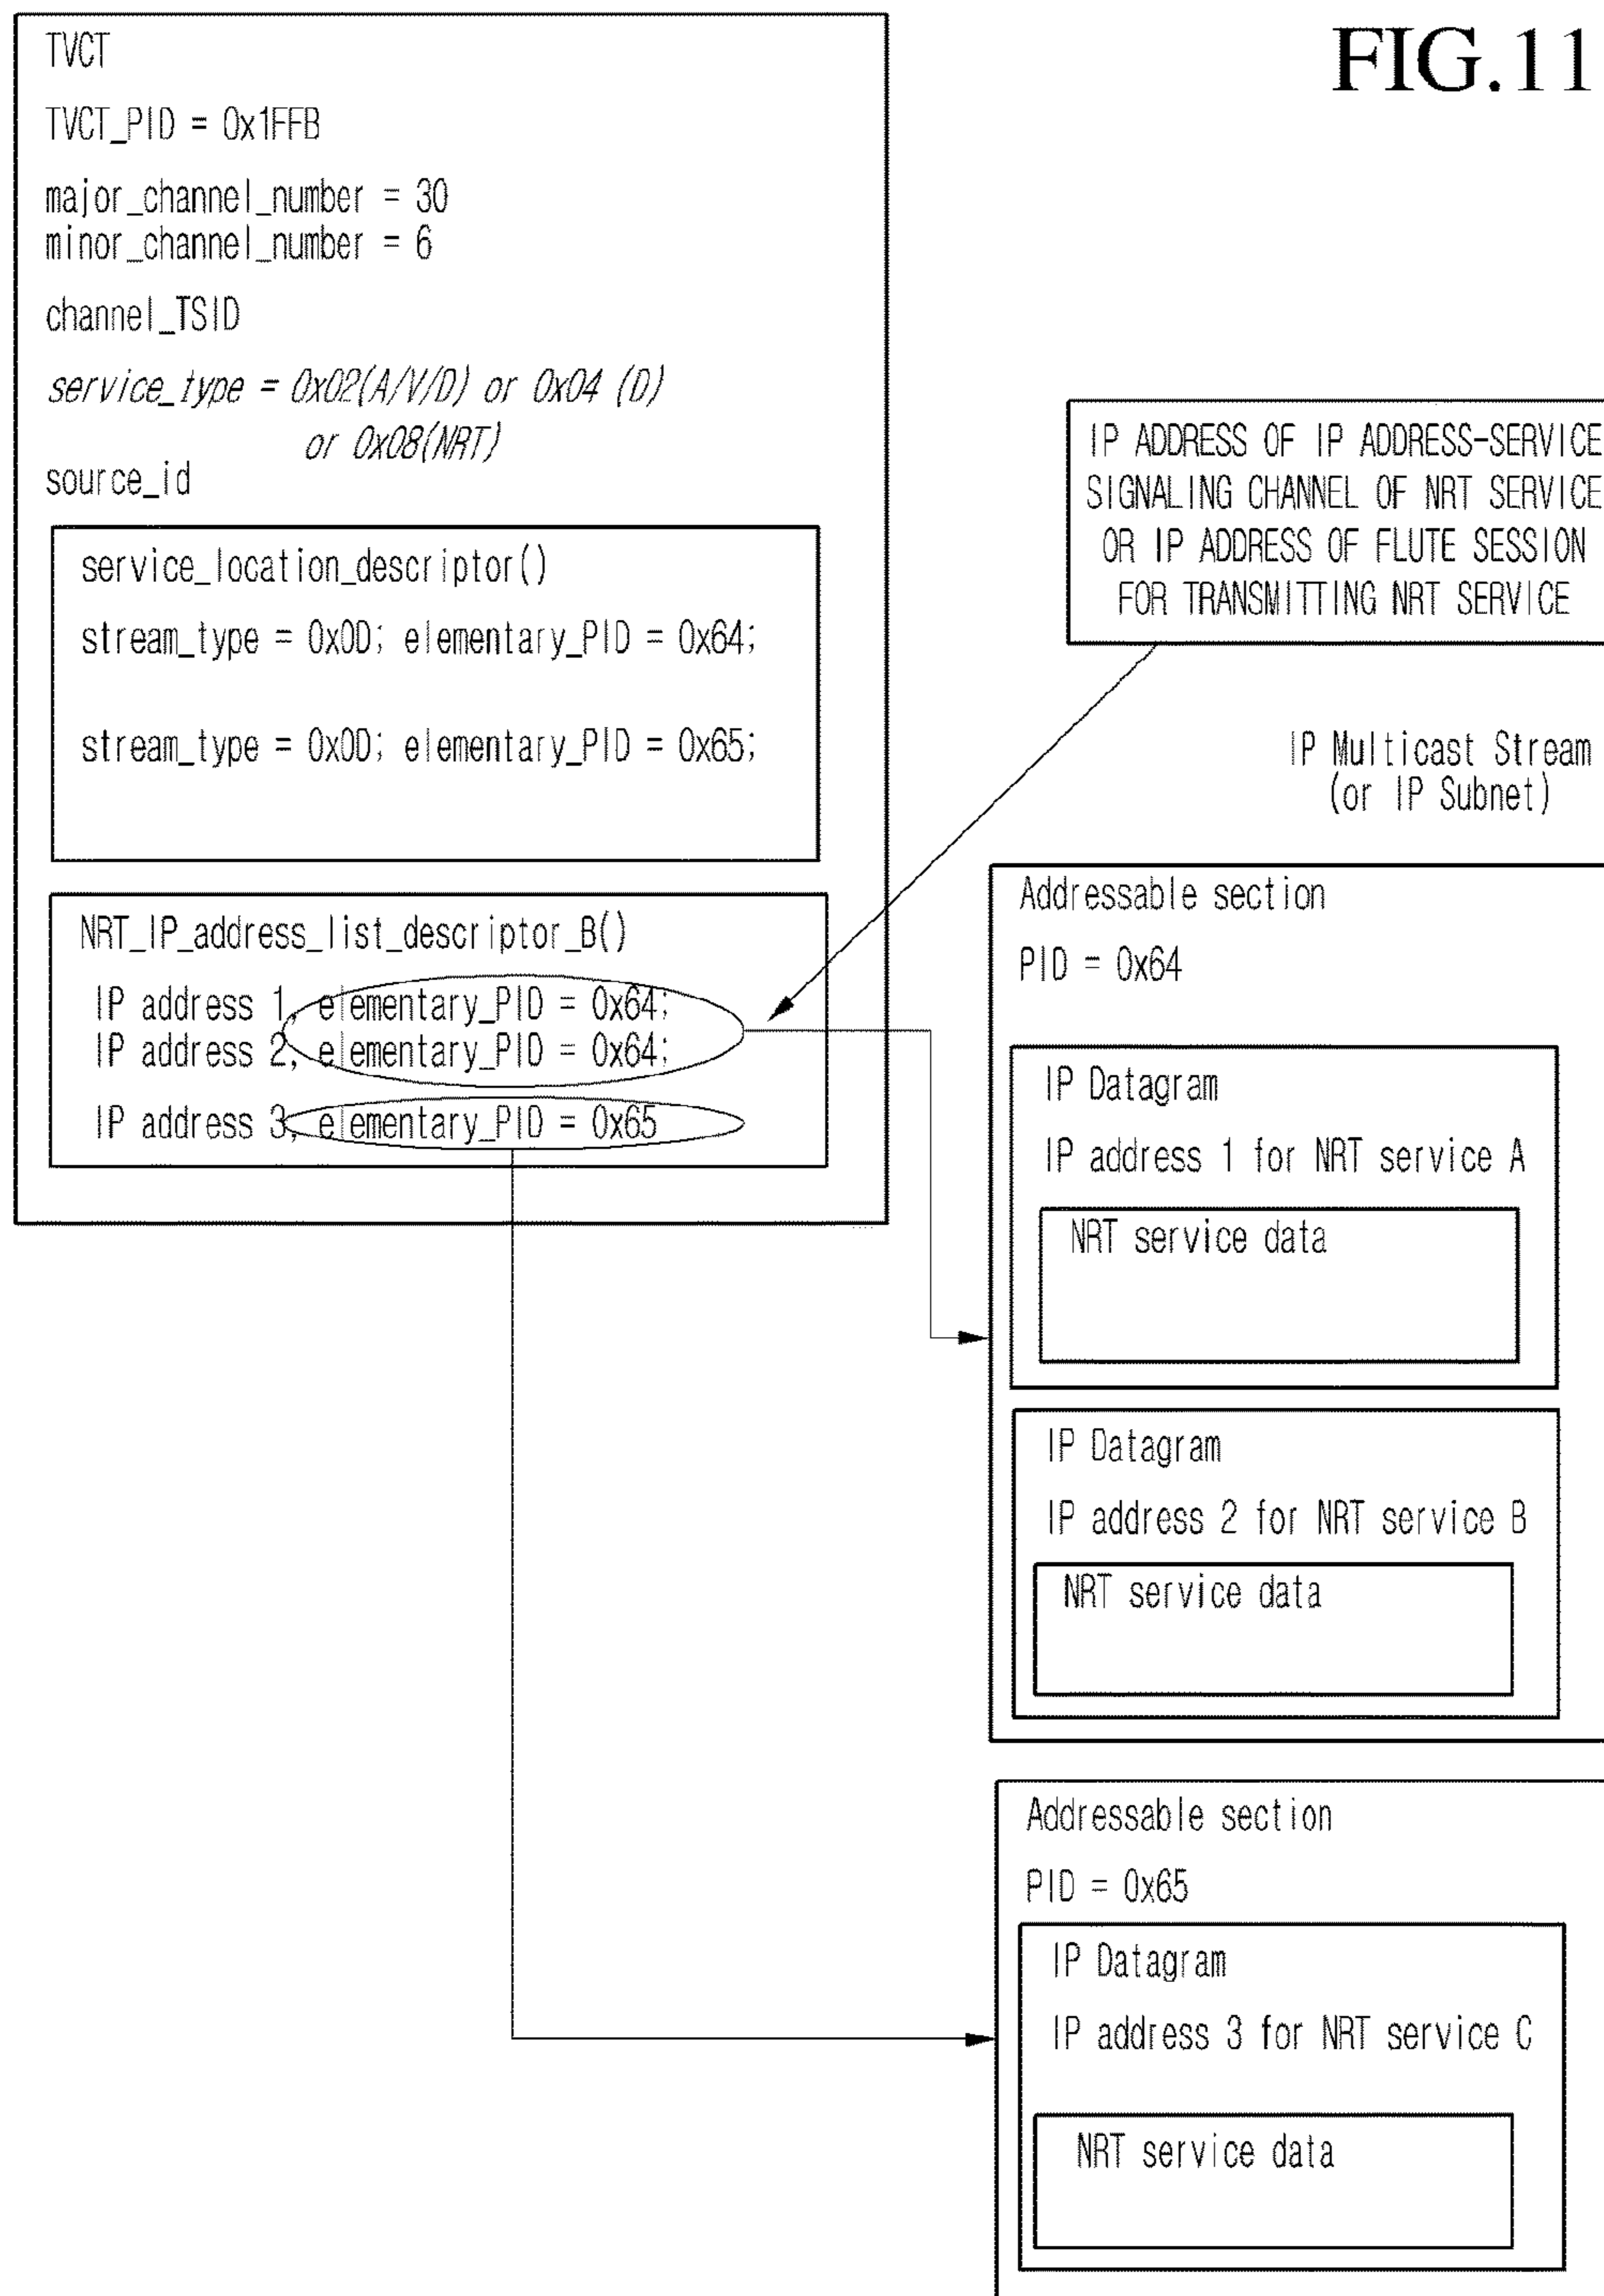 FIG.11
TVCT
TVCT_PID = 0x1FFB
major_channel_number = 30
minor_channel_number = 6
channel_TSID
service_type = 0x02(A/V/D) or 0x04 (D)
or 0x08(NRT)
source_id
service_location_descriptor()
stream_type = 0x0D; elementary_PID = 0x64;
stream_type = 0x0D; elementary_PID = 0x65;
NRT_IP_address_list_descriptor_B()
IP address 1, elementary_PID = 0x64;
IP address 2, elementary_PID = 0x64;
IP address 3, elementary_PID = 0x65
IP ADDRESS OF IP ADDRESS-SERVICE
SIGNALING CHANNEL OF NRT SERVICE
OR IP ADDRESS OF FLUTE SESSION
FOR TRANSMITTING NRT SERVICE
IP Multicast Stream
(or IP Subnet)
Addressable section
PID = 0x64
IP Datagram
IP address 1 for NRT service A
NRT service data
IP Datagram
IP address 2 for NRT service B
NRT service data
Addressable section
PID = 0x65
IP Datagram
IP address 3 for NRT service C
NRT service data